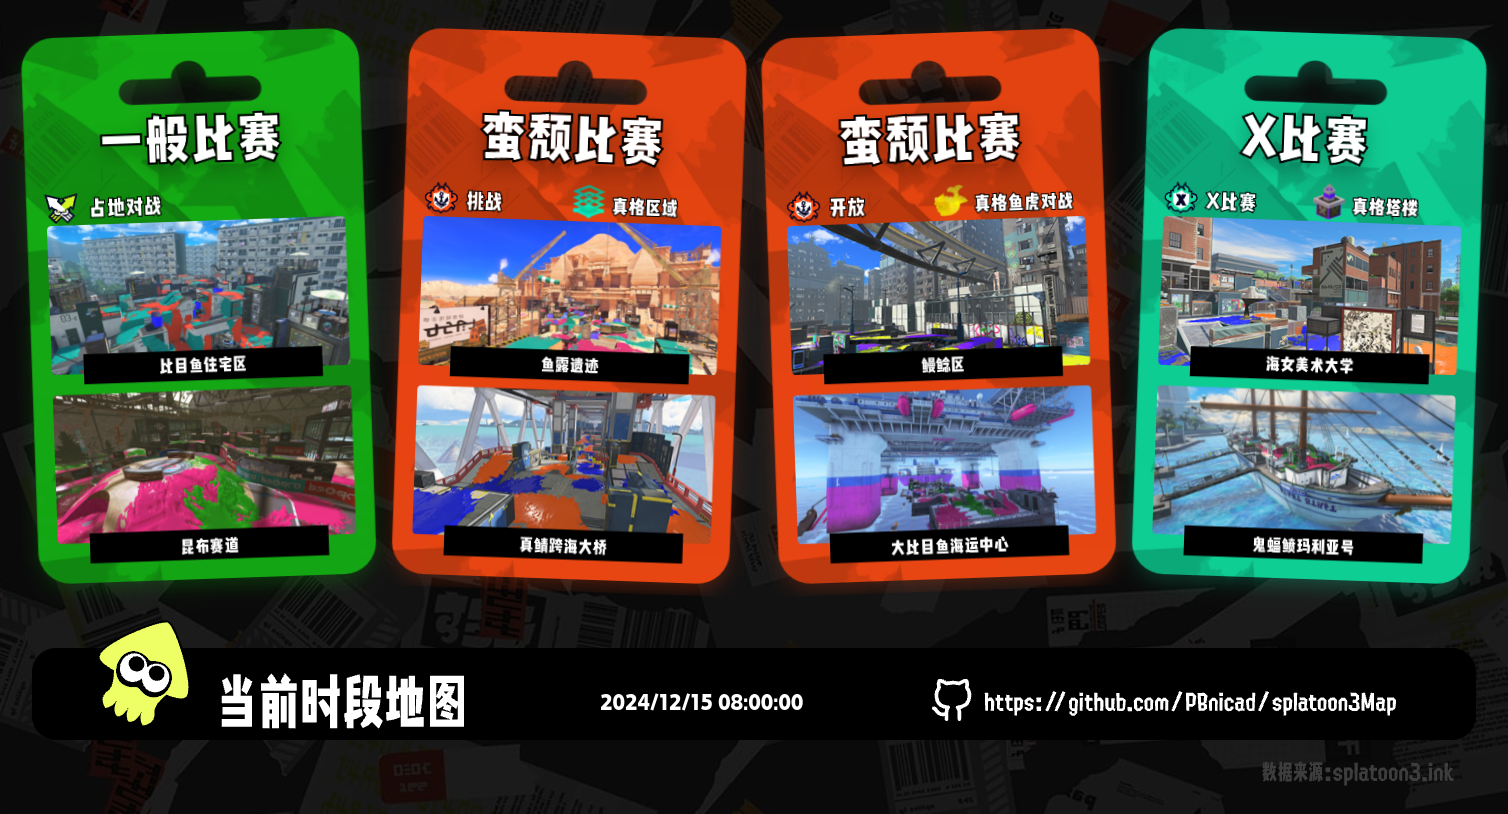 一般比赛
占地对战
比目鱼住宅区
昆布赛道
蛮颓比赛
挑战
真格区域
鱼露遗迹
真鲭跨海大桥
蛮颓比赛
开放
真格鱼虎对战
鳗鲶区
大比目鱼海运中心
X比赛
X比赛
真格塔楼
海女美术大学
鬼蝠鲼玛利亚号
当前时段地图
2024/12/15 08:00:00
https://github.com/PBnicad/splatoon3Map
数据来源:splatoon3.ink